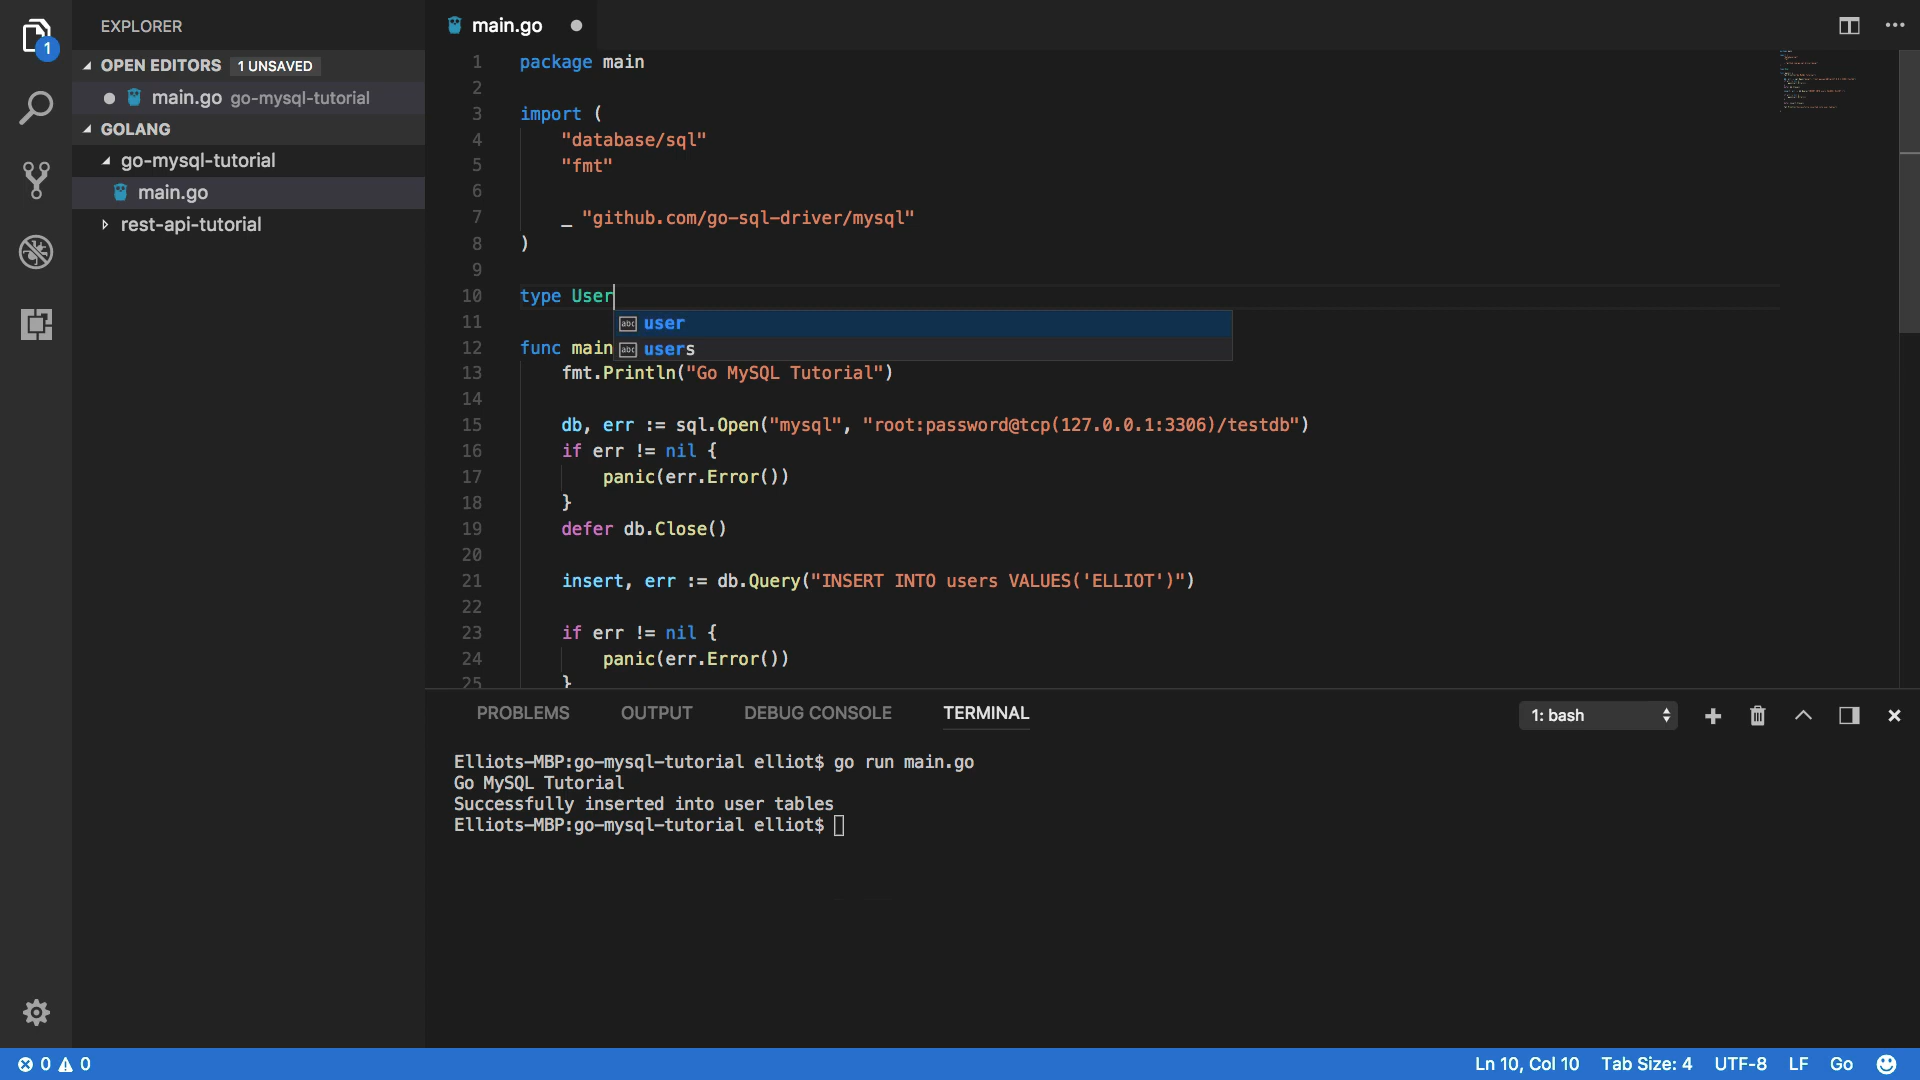 EXPLORER
OPEN EDITORS 1 UNSAVED
main.go go-mysql-tutorial
GOLANG
go-mysql-tutorial
main.go
rest-api-tutorial
1
main.go
1 package main
2
3 import (
4 "database/sql"
5 "fmt"
6
7 _ "github.com/go-sql-driver/mysql"
8 )
9
10 type User
11 user
12 func main users
13 fmt.Println("Go MySQL Tutorial")
14
15 db, err := sql.Open("mysql", "root:password@tcp(127.0.0.1:3306)/testdb")
16 if err != nil {
17 panic(err.Error())
18 }
19 defer db.Close()
20
21 insert, err := db.Query("INSERT INTO users VALUES('ELLIOT')")
22
23 if err != nil {
24 panic(err.Error())
25 }
PROBLEMS OUTPUT DEBUG CONSOLE TERMINAL 1: bash
Elliots-MBP:go-mysql-tutorial elliot$ go run main.go
Go MySQL Tutorial
Successfully inserted into user tables
Elliots-MBP:go-mysql-tutorial elliot$
0 0 Ln 10, Col 10 Tab Size: 4 UTF-8 LF Go